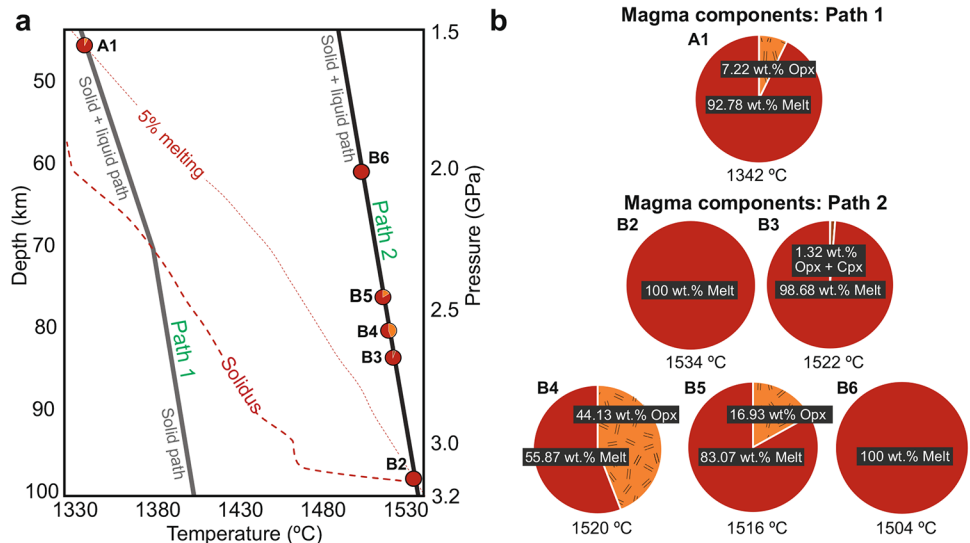 a
Solid + liquid path
5% melting
Solid + liquid path
A1
B6
Path 2
B5
B4
B3
Path 1
Solidus
Solid path
B2
Depth (km)
50
60
70
80
90
100
Pressure (GPa)
1.5
2.0
2.5
3.0
3.2
1330
1380
1430
1480
1530
Temperature (ºC)
b
Magma components: Path 1
A1
7.22 wt.% Opx
92.78 wt.% Melt
1342 ºC
Magma components: Path 2
B2
100 wt.% Melt
1534 ºC
B3
1.32 wt.%
Opx + Cpx
98.68 wt.% Melt
1522 ºC
B4
44.13 wt.% Opx
55.87 wt.% Melt
1520 ºC
B5
16.93 wt% Opx
83.07 wt.% Melt
1516 ºC
B6
100 wt.% Melt
1504 ºC